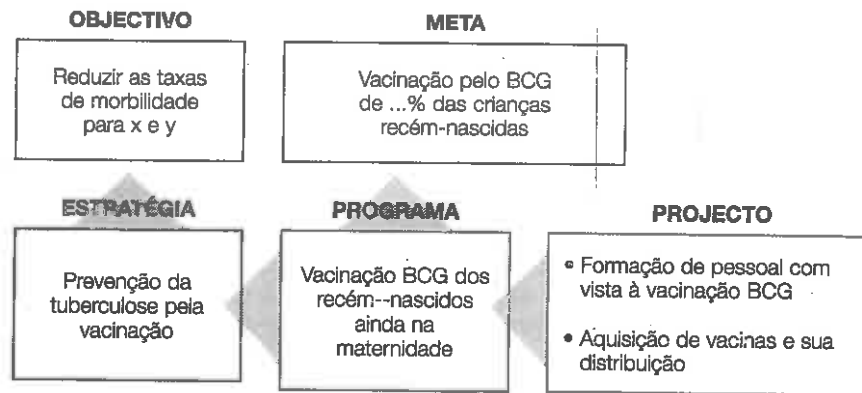 OBJECTIVO
Reduzir as taxas
de morbilidade
para x e y
META
Vacinação pelo BCG
de ...% das crianças
recém-nascidas
ESTRATÉGIA
Prevenção da
tuberculose pela
vacinação
PROGRAMA
Vacinação BCG dos
recém--nascidos
ainda na
maternidade
PROJECTO
• Formação de pessoal com
vista à vacinação BCG
• Aquisição de vacinas e sua
distribuição